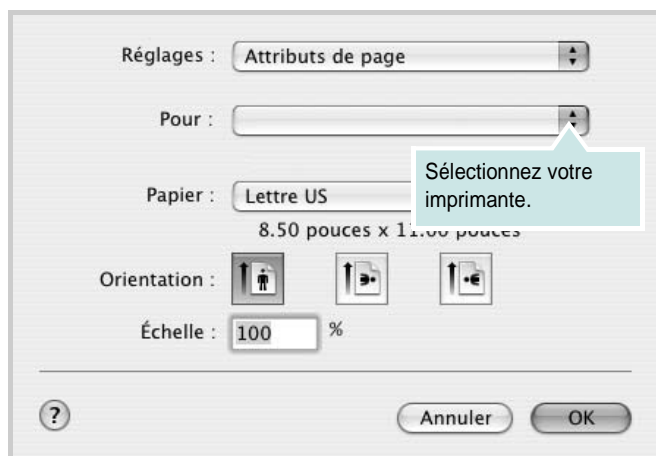 Réglages : Attributs de page
Pour :
Sélectionnez votre
imprimante.
Papier : Lettre US
8.50 pouces x 11.00 pouces
Orientation :
Échelle : 100 %
?
Annuler OK